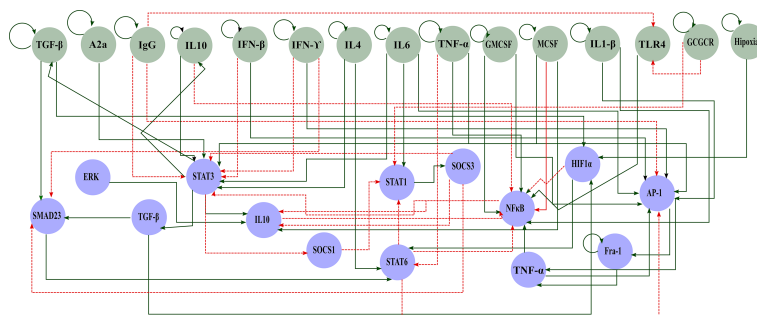 TGF-β A2a IgG IL10 IFN-β IFN-ϒ IL4 IL6 TNF-α GMCSF MCSF IL1-β TLR4 GCGCR Hipoxia
ERK STAT3 STAT1 SOCS3 HIF1α AP-1
SMAD23 TGF-β IL10 NFκB
SOCS1 STAT6 TNF-α Fra-1